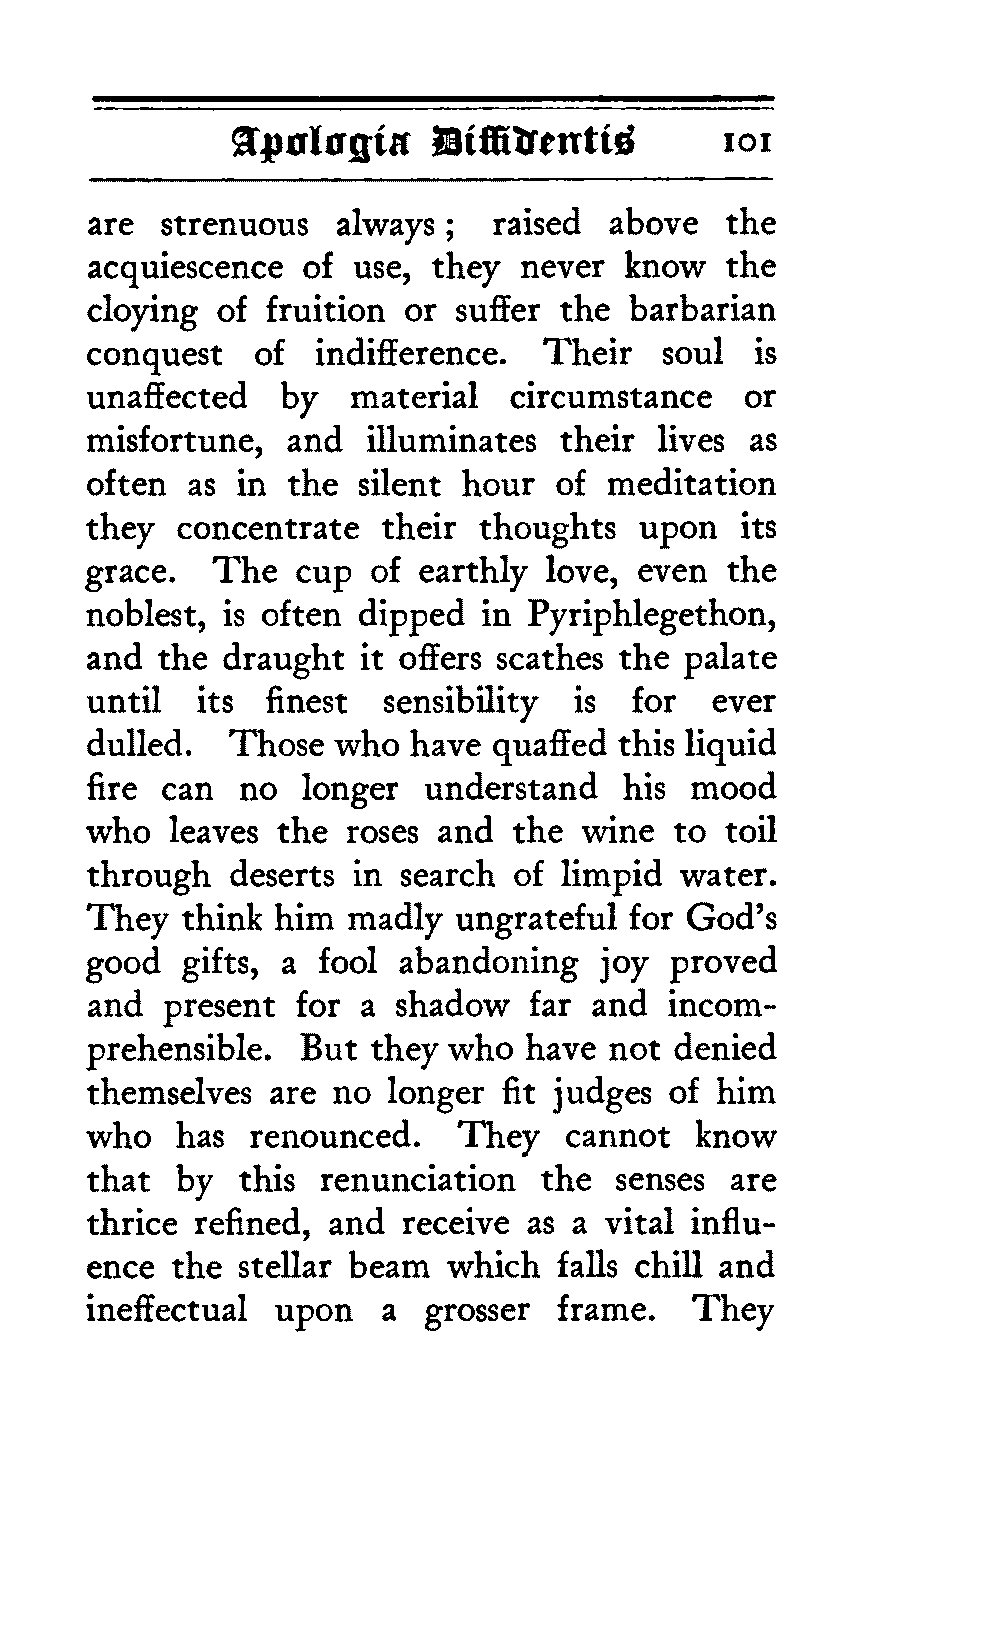 Apologia Diffidentis 101
are strenuous always ; raised above the
acquiescence of use, they never know the
cloying of fruition or suffer the barbarian
conquest of indifference. Their soul is
unaffected by material circumstance or
misfortune, and illuminates their lives as
often as in the silent hour of meditation
they concentrate their thoughts upon its
grace. The cup of earthly love, even the
noblest, is often dipped in Pyriphlegethon,
and the draught it offers scathes the palate
until its finest sensibility is for ever
dulled. Those who have quaffed this liquid
fire can no longer understand his mood
who leaves the roses and the wine to toil
through deserts in search of limpid water.
They think him madly ungrateful for God's
good gifts, a fool abandoning joy proved
and present for a shadow far and incom-
prehensible. But they who have not denied
themselves are no longer fit judges of him
who has renounced. They cannot know
that by this renunciation the senses are
thrice refined, and receive as a vital influ-
ence the stellar beam which falls chill and
ineffectual upon a grosser frame. They